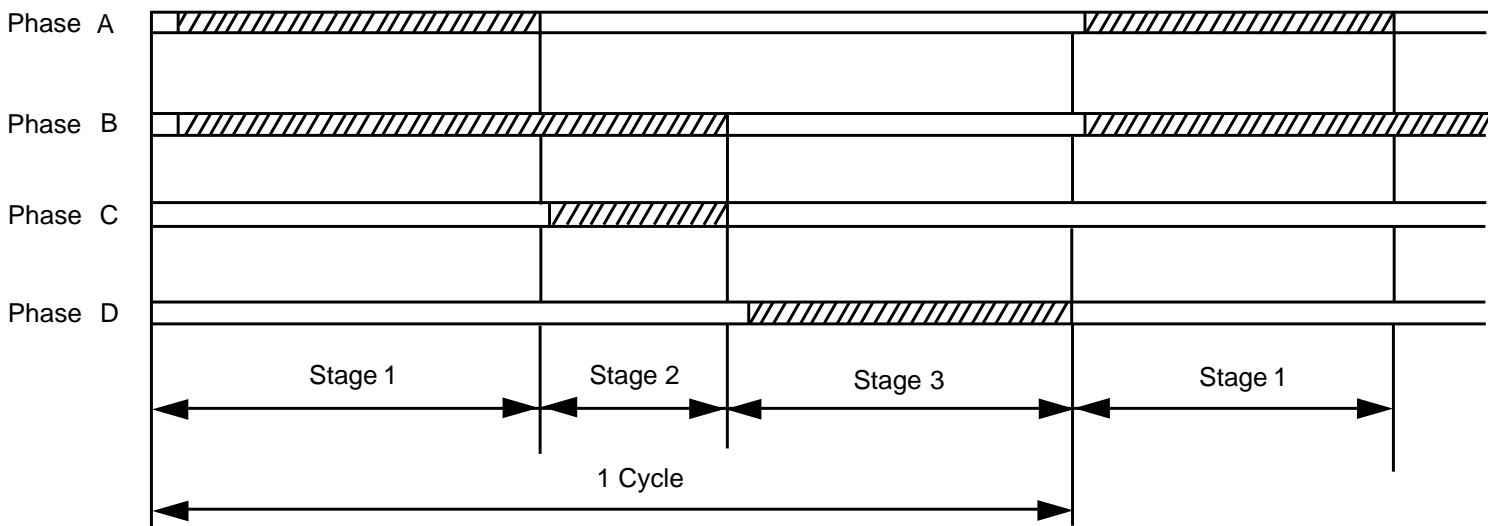 Phase A
Phase B
Phase C
Phase D
Stage 1
Stage 2
Stage 3
Stage 1
1 Cycle